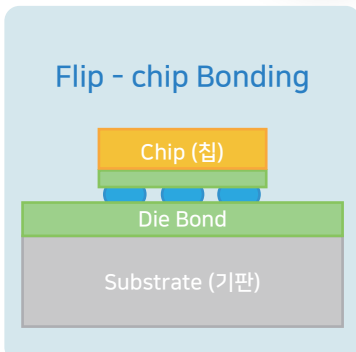 Flip - chip Bonding
Chip (칩)
Die Bond
Substrate (기판)